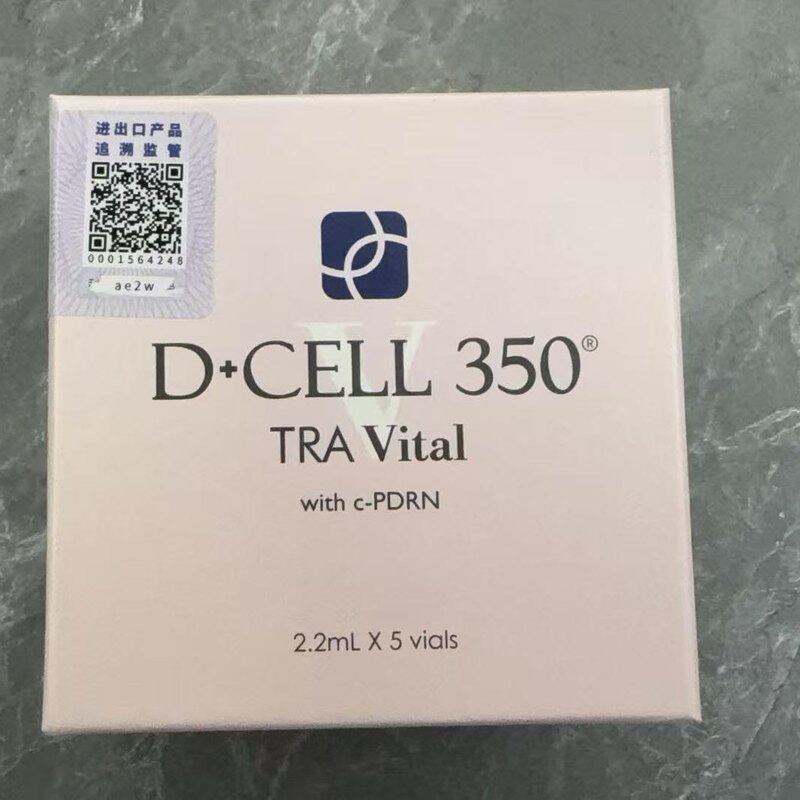 进出口产品
追溯监管
0001564248
ae2w
V
D+CELL 350®
TRA Vital
with c-PDRN
2.2mL X 5 vials